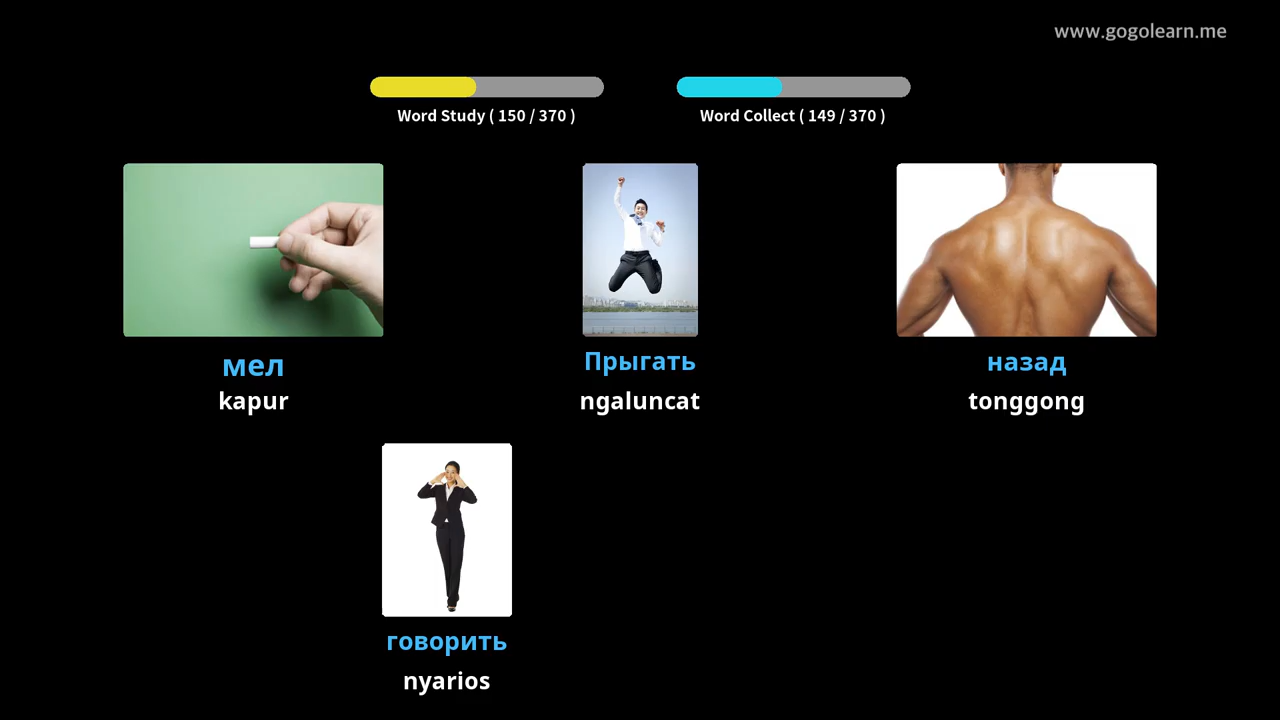 www.gogolearn.me
Word Study ( 150 / 370 )
Word Collect ( 149 / 370 )
мел
kapur
Прыгать
ngaluncat
назад
tonggong
говорить
nyarios